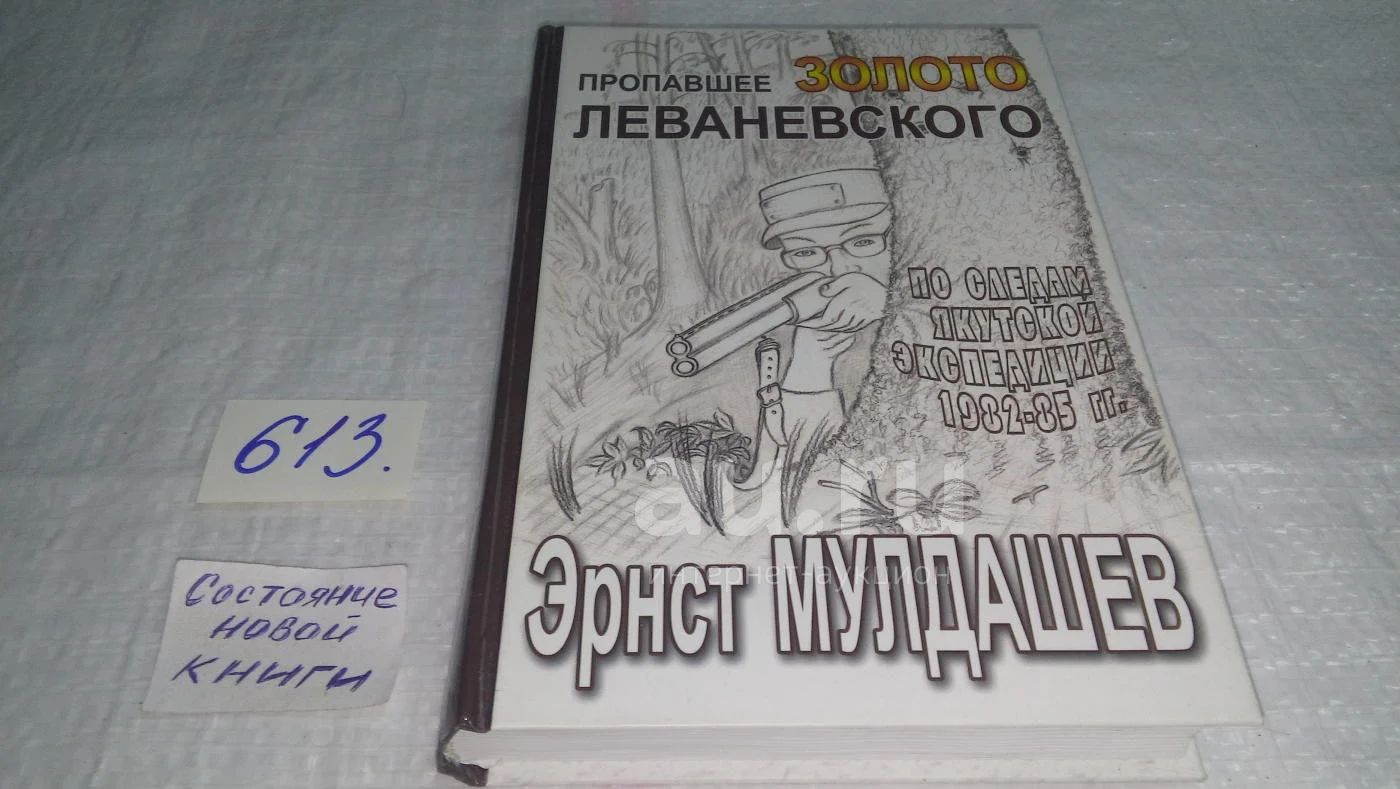 ПРОПАВШЕЕ ЗОЛОТО
ЛЕВАНЕВСКОГО
ПО СЛЕДАМ
ЯКУТСКОЙ
ЭКСПЕДИЦИИ
1982-85 гг.
au.ru
интернет-аукцион
Эрнст МУЛДАШЕВ
613.
Состояние
новой
книги